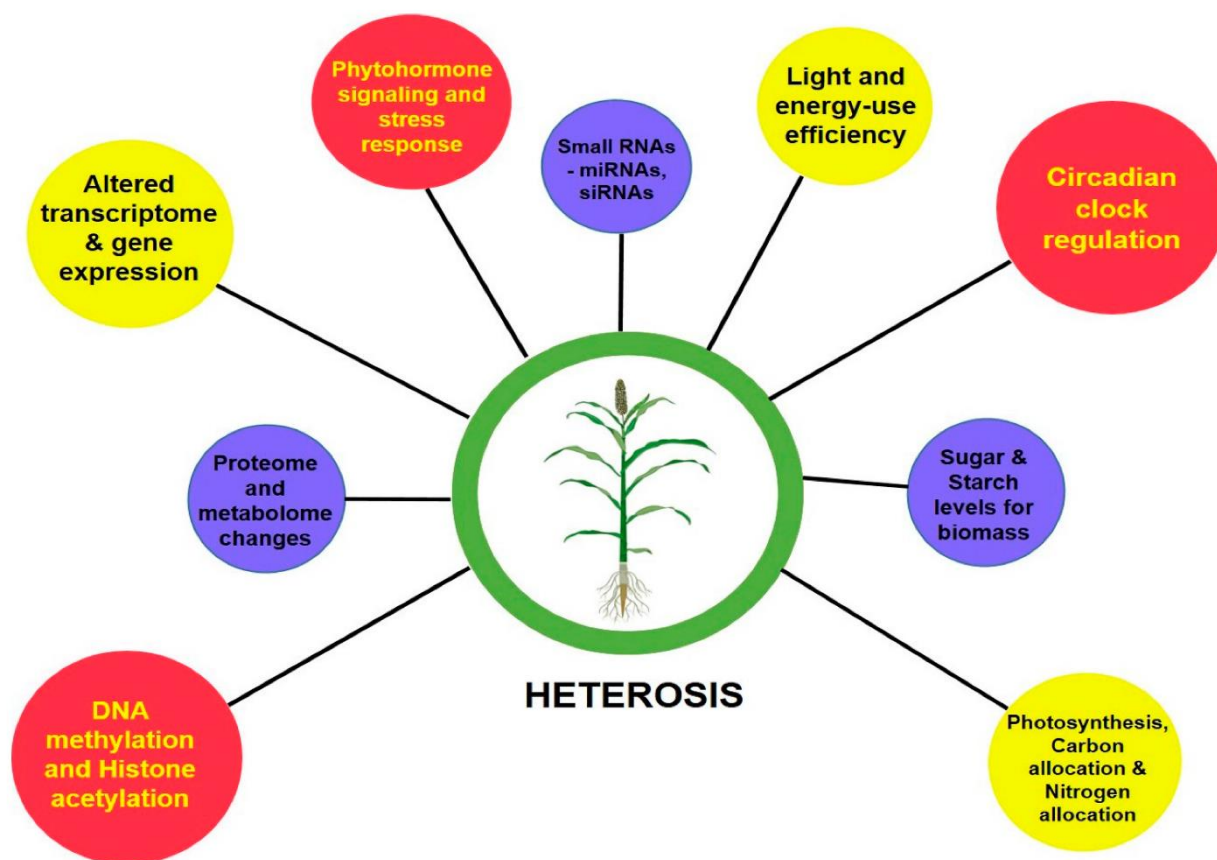 Phytohormone
signaling and
stress
response
Small RNAs
- miRNAs,
siRNAs
Light and
energy-use
efficiency
Altered
transcriptome
& gene
expression
Circadian
clock
regulation
Proteome
and
metabolome
changes
Sugar &
Starch
levels for
biomass
HETEROSIS
DNA
methylation
and Histone
acetylation
Photosynthesis,
Carbon
allocation &
Nitrogen
allocation